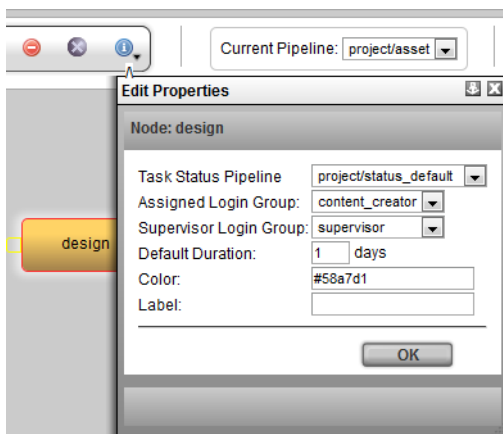 Current Pipeline: project/asset
Edit Properties
Node: design
Task Status Pipeline project/status_default
Assigned Login Group: content_creator
Supervisor Login Group: supervisor
design
Default Duration: 1 days
Color: #58a7d1
Label:
OK